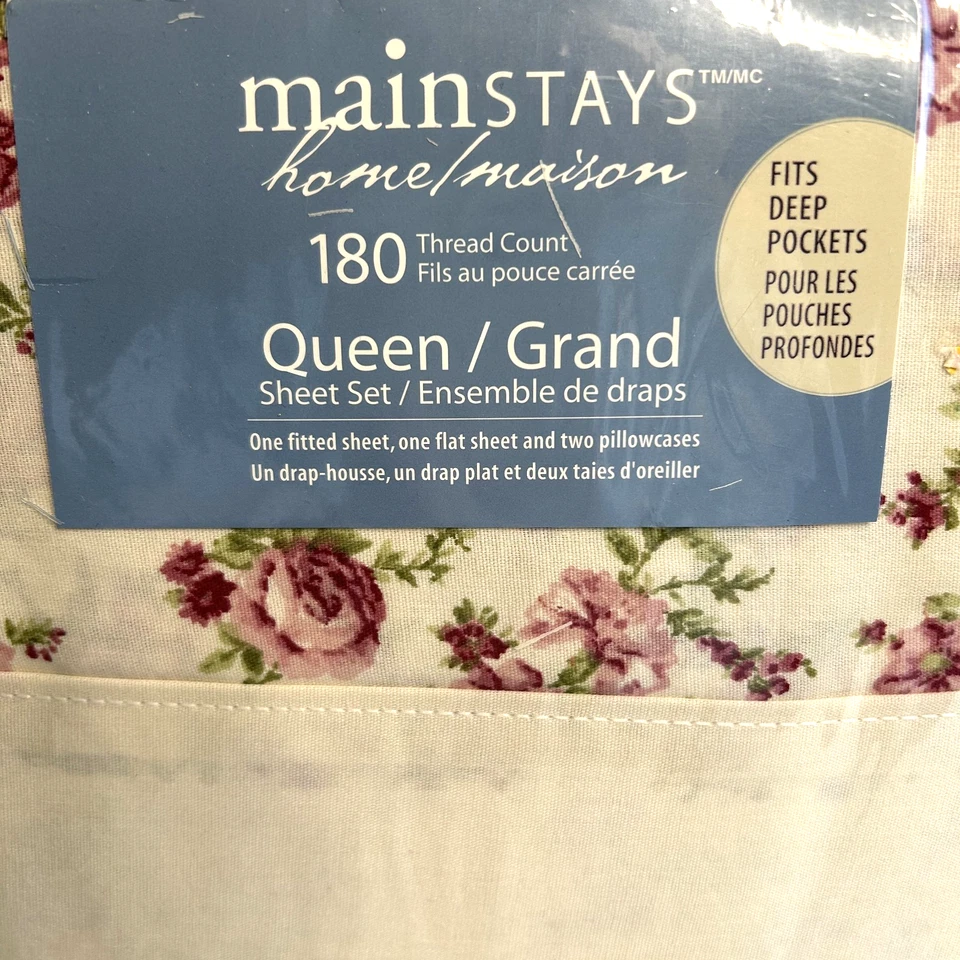 mainSTAYS™/MC
home/maison
180 Thread Count
Fils au pouce carrée
Queen / Grand
Sheet Set / Ensemble de draps
One fitted sheet, one flat sheet and two pillowcases
Un drap-housse, un drap plat et deux taies d'oreiller
FITS
DEEP
POCKETS
POUR LES
POUCHES
PROFONDES